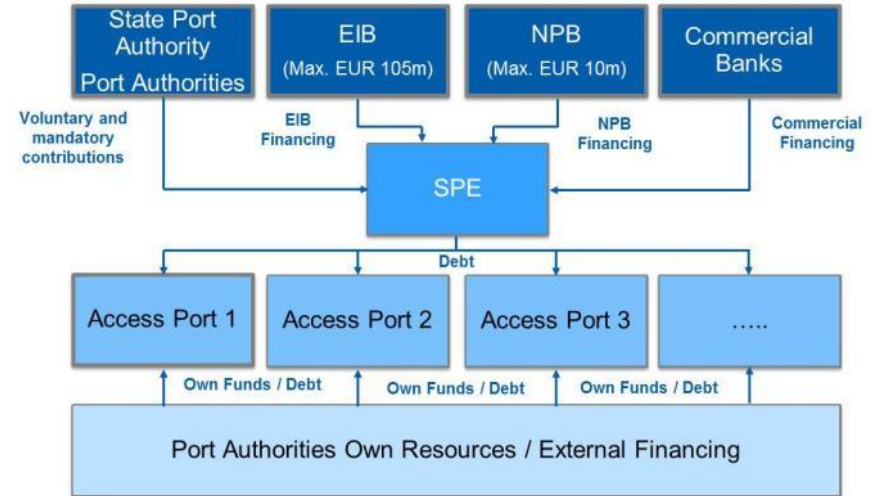 State Port
Authority
Port Authorities
EIB
(Max. EUR 105m)
NPB
(Max. EUR 10m)
Commercial
Banks
Voluntary and
mandatory
contributions
EIB
Financing
NPB
Financing
Commercial
Financing
SPE
Debt
Access Port 1
Access Port 2
Access Port 3
…..
Own Funds / Debt
Own Funds / Debt
Own Funds / Debt
Port Authorities Own Resources / External Financing